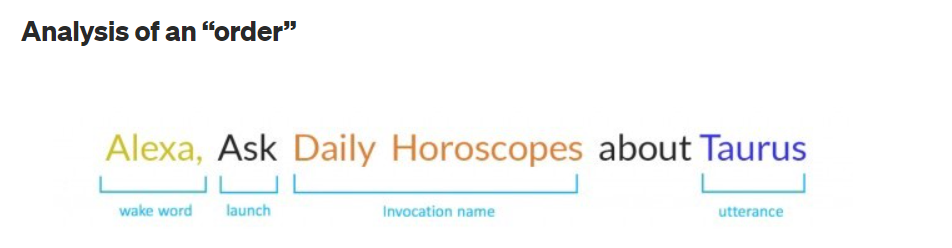 Analysis of an “order”
Alexa, Ask Daily Horoscopes about Taurus
wake word launch Invocation name utterance